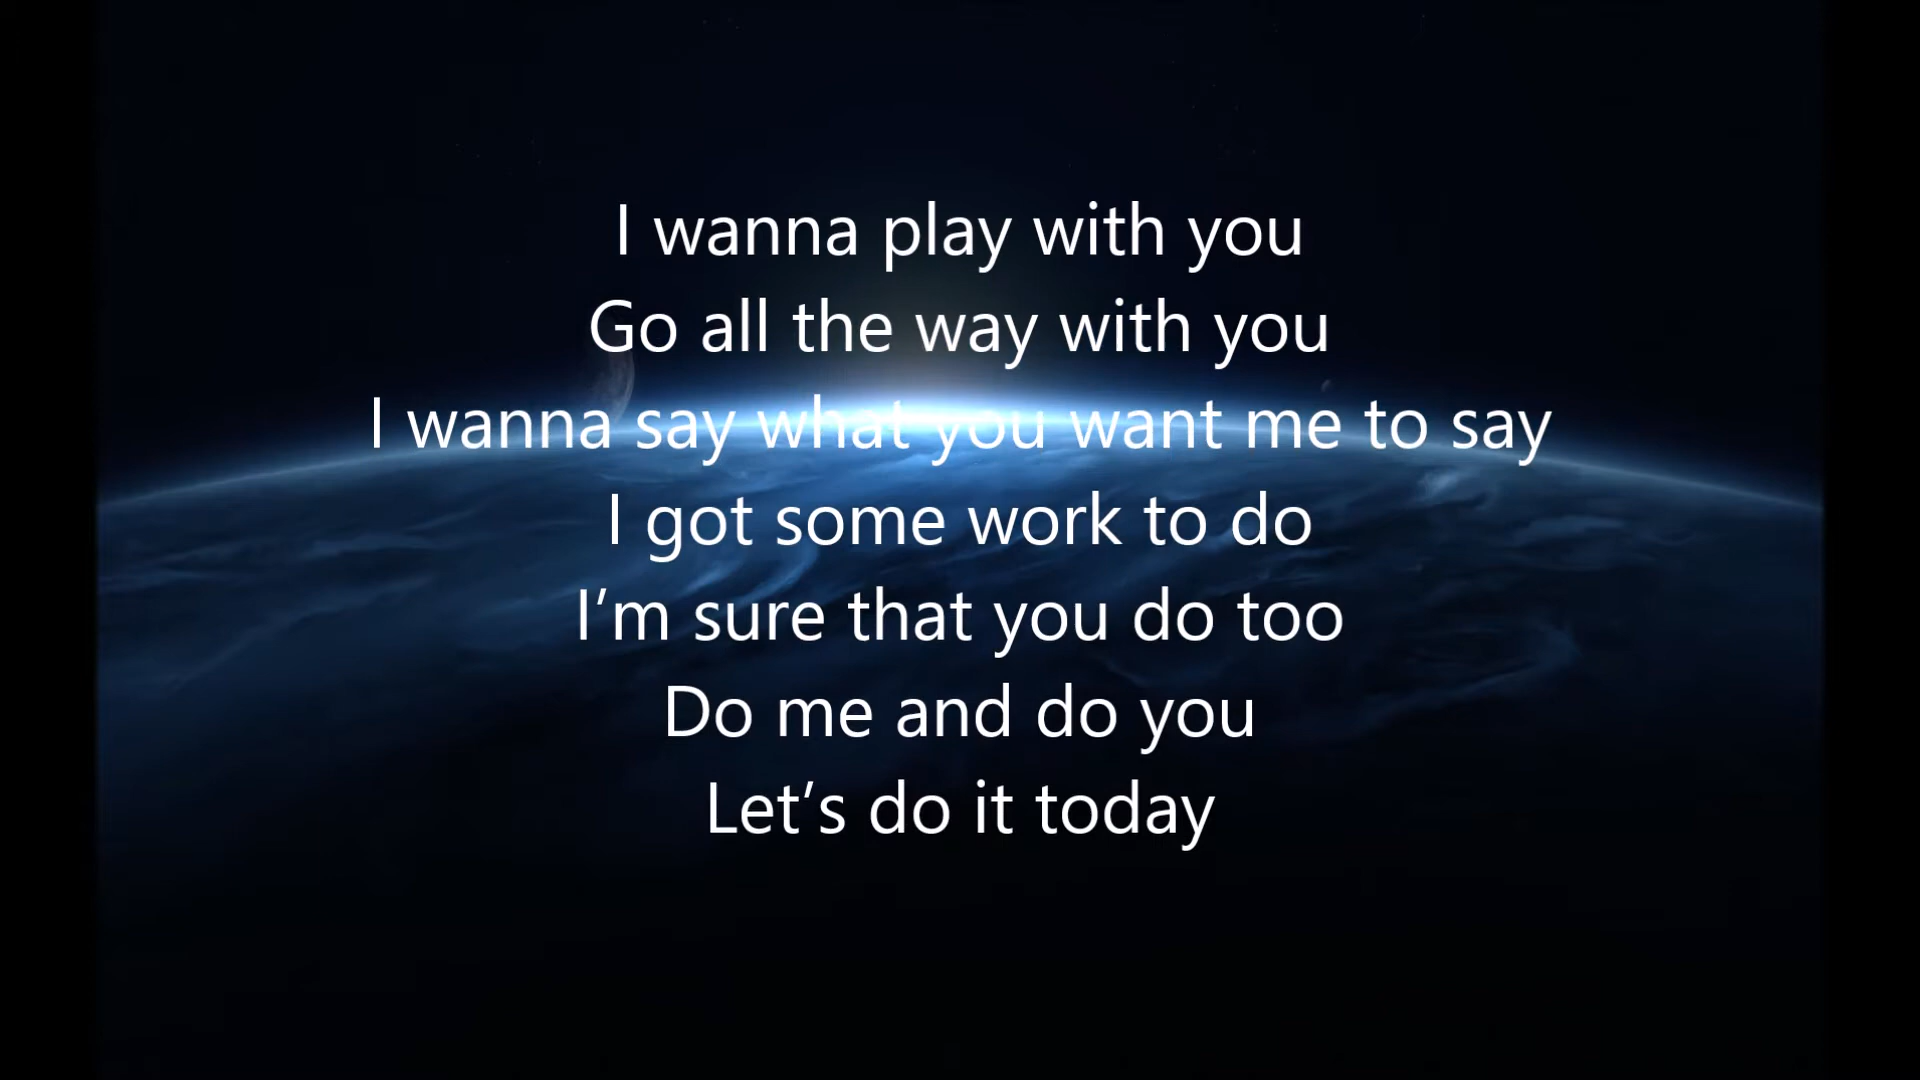 I wanna play with you
Go all the way with you
I wanna say what you want me to say
I got some work to do
I’m sure that you do too
Do me and do you
Let’s do it today